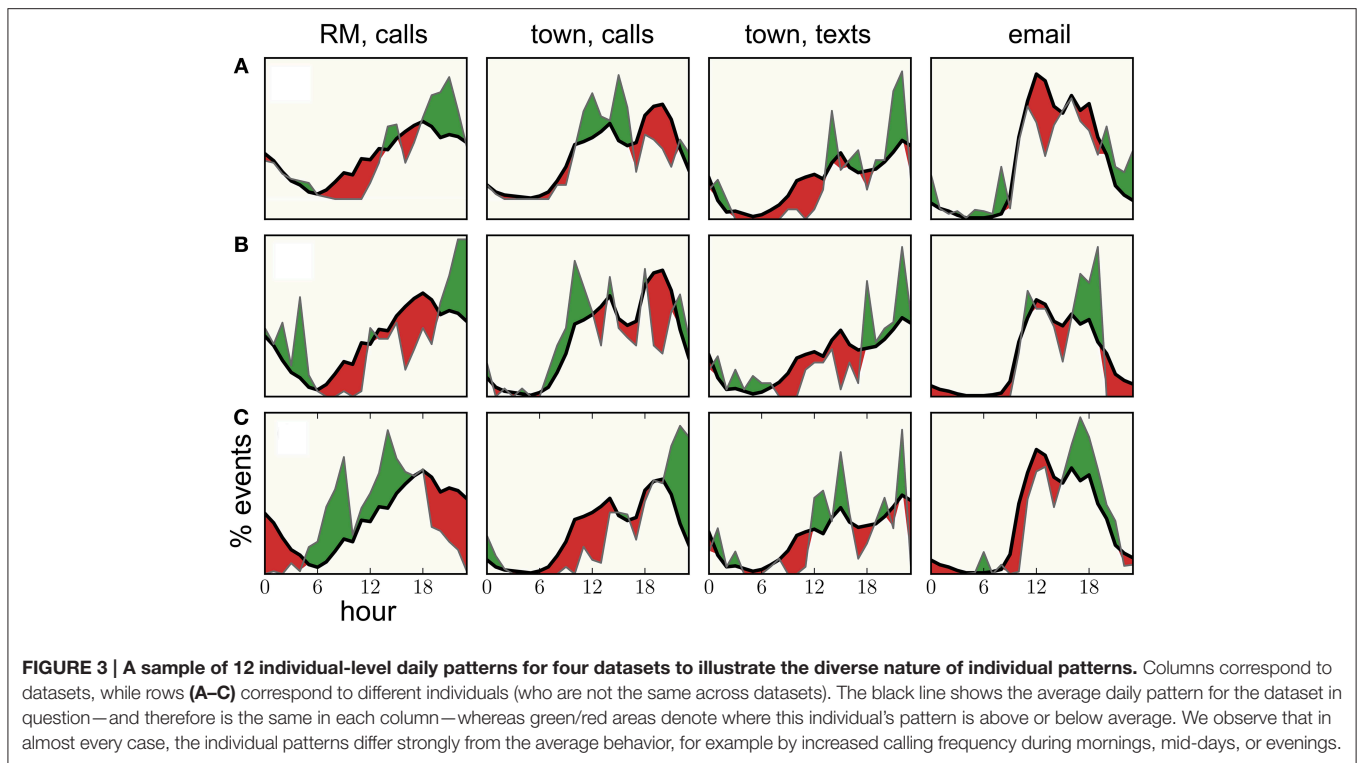 RM, calls town, calls town, texts email
A
B
C
% events
0 6 12 18 0 6 12 18 0 6 12 18 0 6 12 18
hour
FIGURE 3 | A sample of 12 individual-level daily patterns for four datasets to illustrate the diverse nature of individual patterns. Columns correspond to
datasets, while rows (A–C) correspond to different individuals (who are not the same across datasets). The black line shows the average daily pattern for the dataset in
question—and therefore is the same in each column—whereas green/red areas denote where this individual's pattern is above or below average. We observe that in
almost every case, the individual patterns differ strongly from the average behavior, for example by increased calling frequency during mornings, mid-days, or evenings.